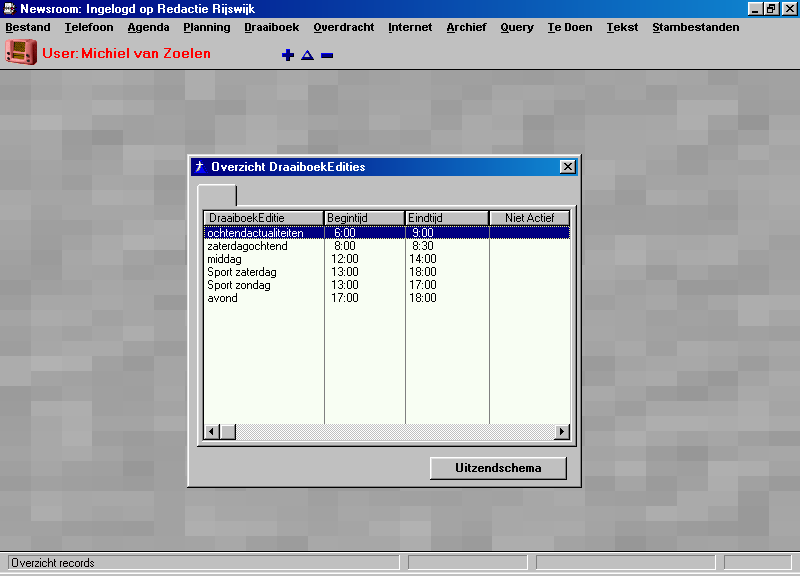 Newsroom: Ingelogd op Redactie Rijswijk
Bestand Telefoon Agenda Planning Draaiboek Overdracht Internet Archief Query Te Doen Tekst Stambestanden
User: Michiel van Zoelen
Overzicht DraaiboekEdities
DraaiboekEditie Begintijd Eindtijd Niet Actief
ochtendactualiteiten 6:00 9:00
zaterdagochtend 8:00 8:30
middag 12:00 14:00
Sport zaterdag 13:00 18:00
Sport zondag 13:00 17:00
avond 17:00 18:00
Uitzendschema
Overzicht records